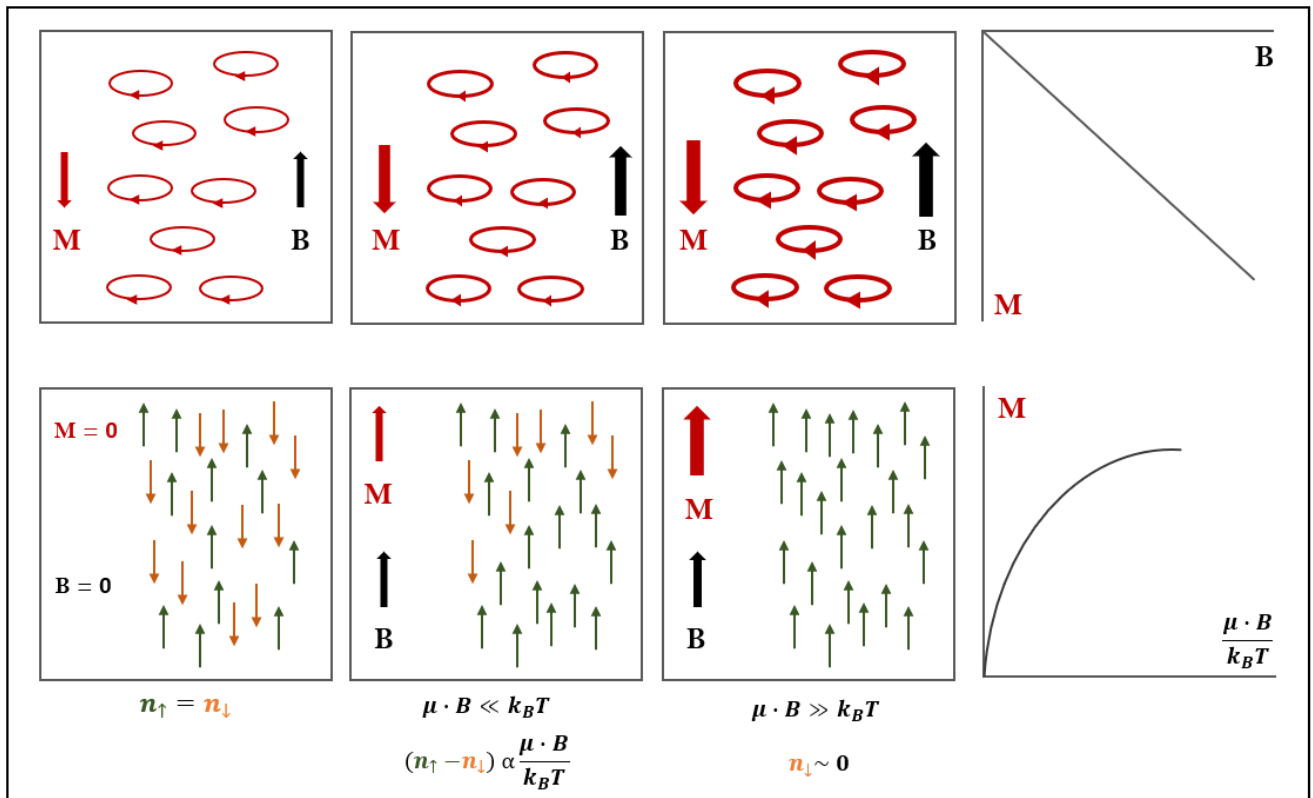 M
B
M
B
M
B
B
M
M = 0
B = 0
n↑ = n↓
M
B
μ · B ≪ k_B T
(n↑ − n↓) α μ · B / k_B T
M
B
μ · B ≫ k_B T
n↓ ~ 0
M
μ · B / k_B T